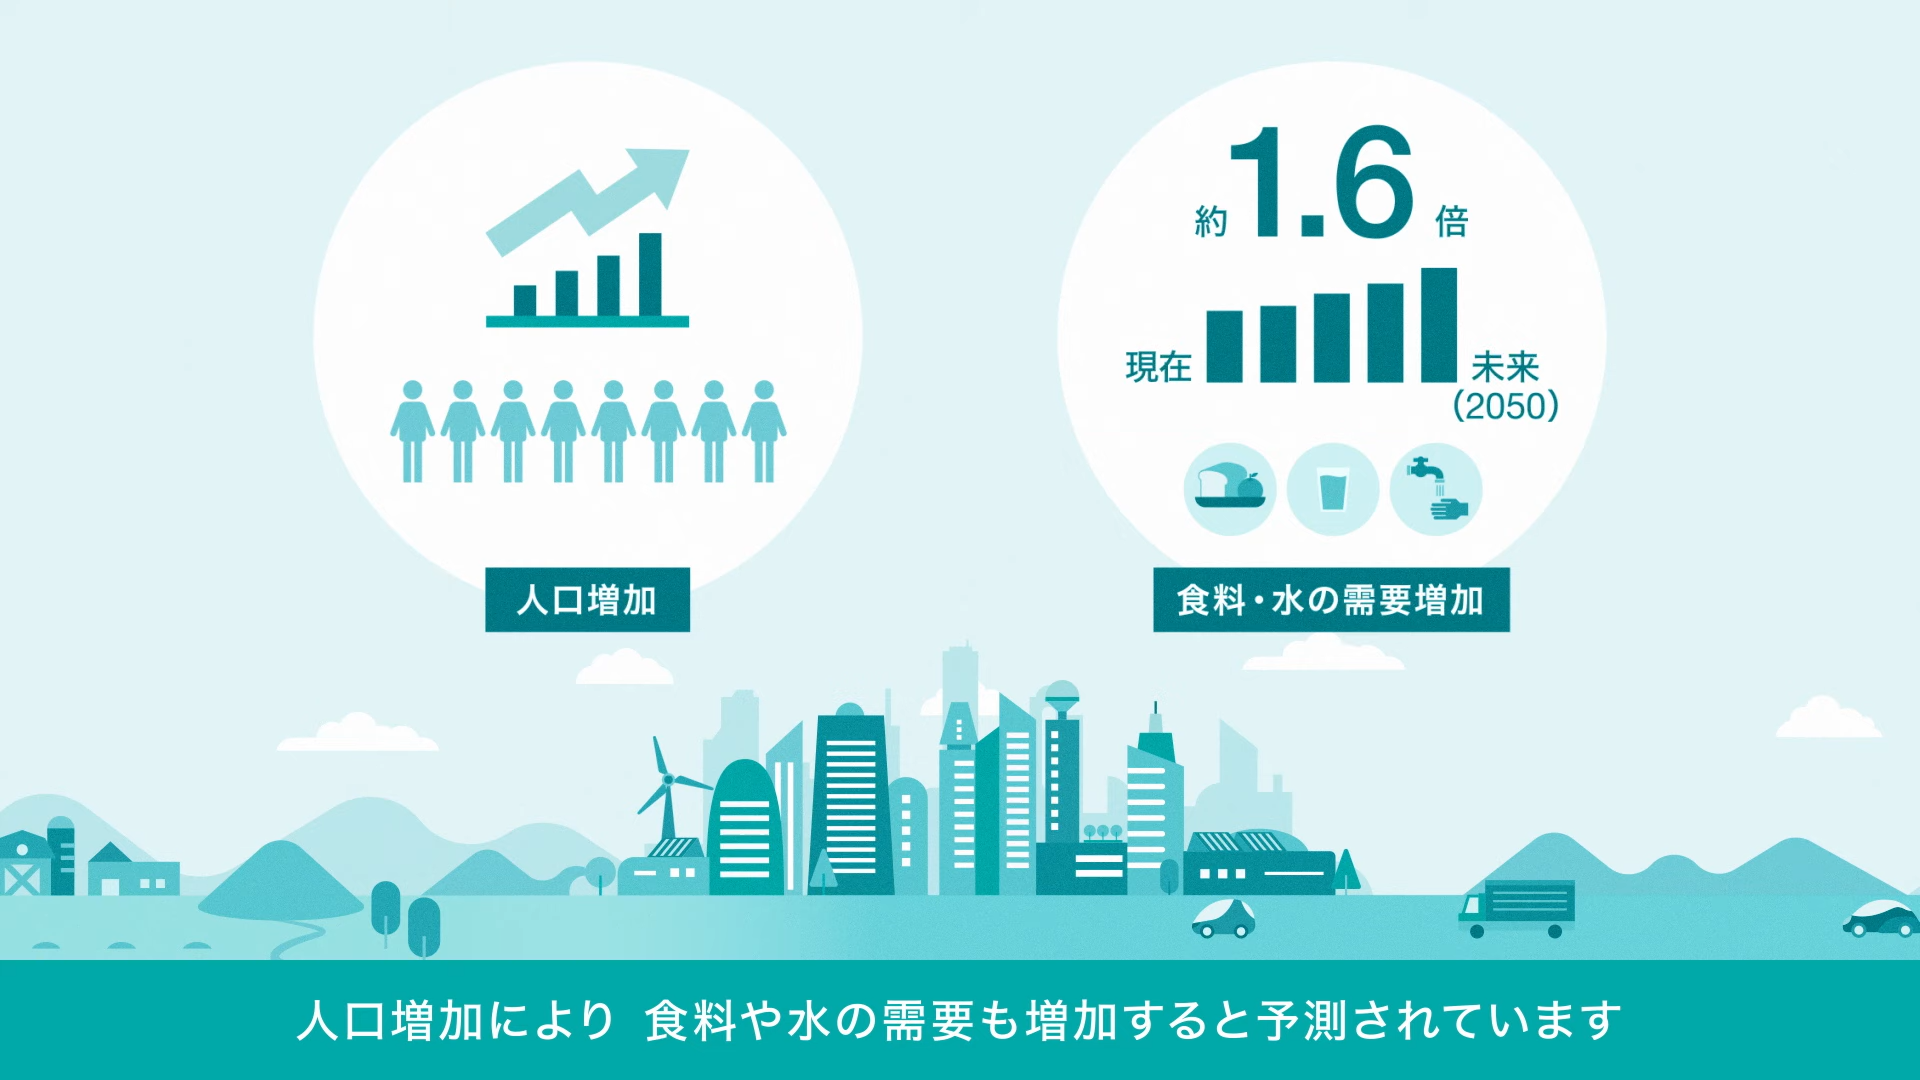 約1.6倍
現在
未来
(2050)
人口増加
食料・水の需要増加
人口増加により 食料や水の需要も増加すると予測されています